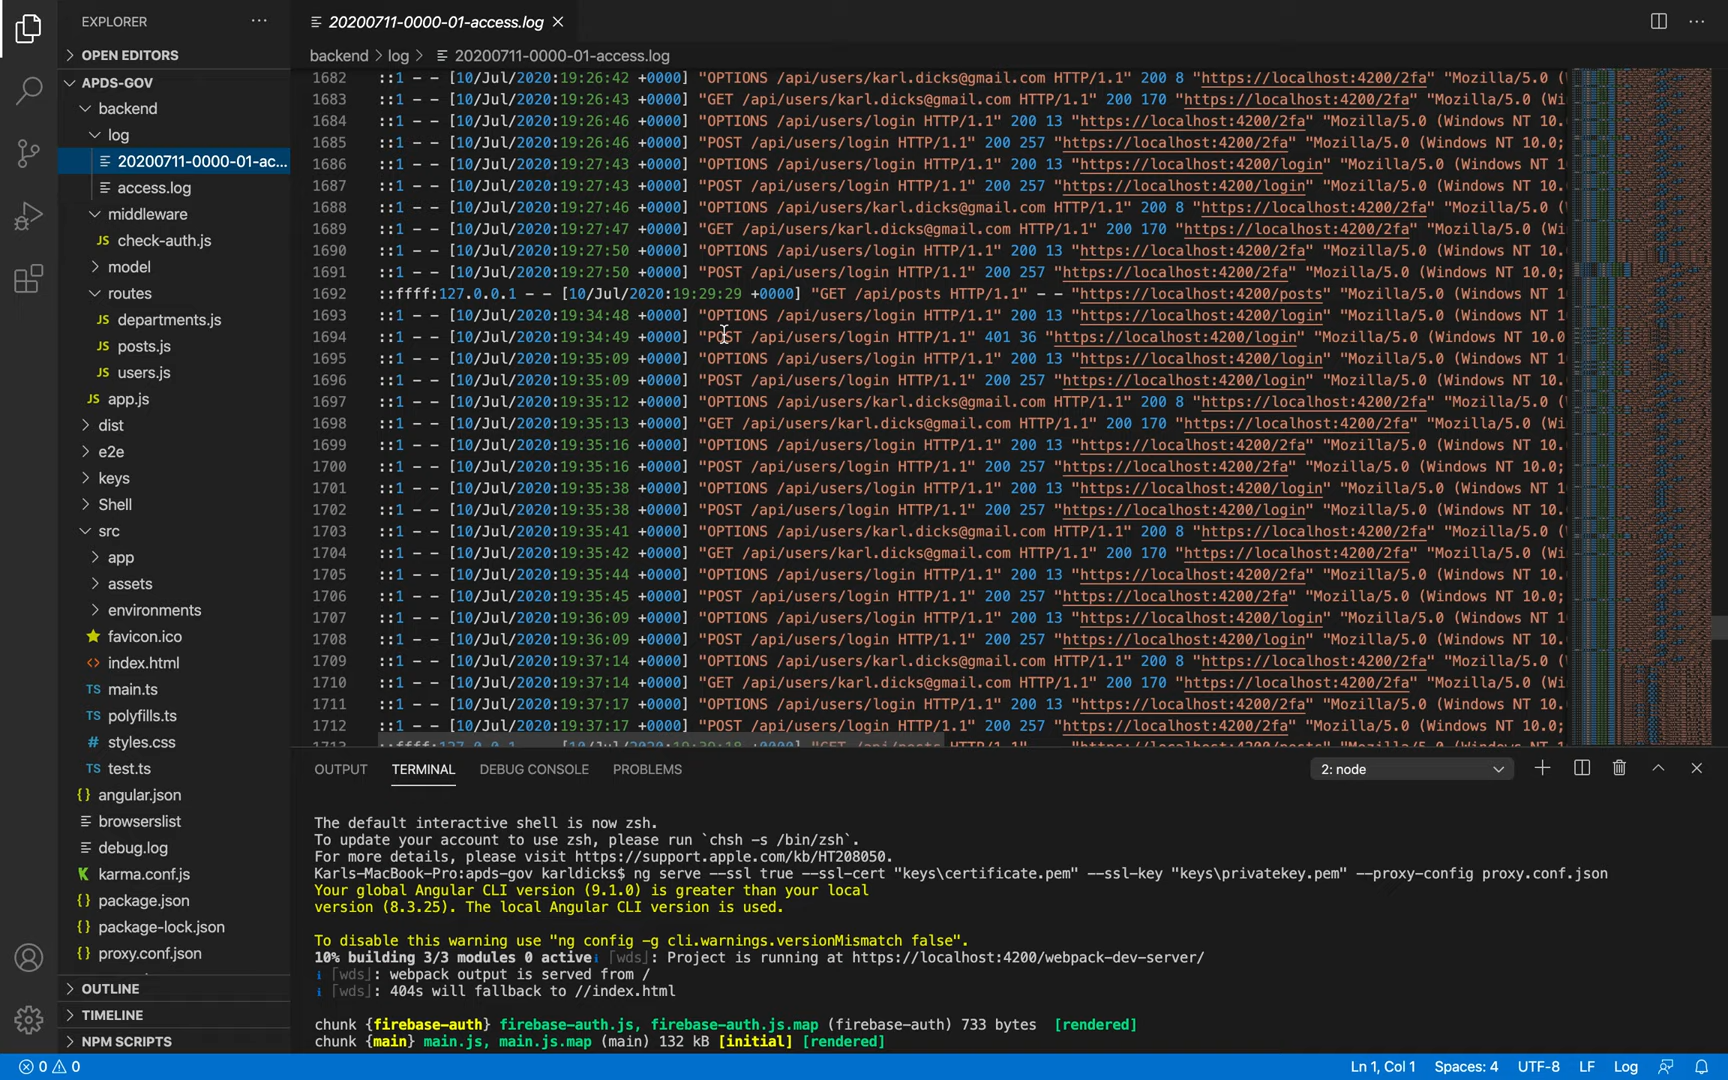 EXPLORER
20200711-0000-01-access.log
OPEN EDITORS
backend > log > 20200711-0000-01-access.log
APDS-GOV
backend
log
20200711-0000-01-ac...
access.log
middleware
check-auth.js
model
routes
departments.js
posts.js
users.js
app.js
dist
e2e
keys
Shell
src
app
assets
environments
favicon.ico
index.html
main.ts
polyfills.ts
styles.css
test.ts
angular.json
browserslist
debug.log
karma.conf.js
package.json
package-lock.json
proxy.conf.json
OUTLINE
TIMELINE
NPM SCRIPTS
1682 ::1 - - [10/Jul/2020:19:26:42 +0000] "OPTIONS /api/users/karl.dicks@gmail.com HTTP/1.1" 200 8 "https://localhost:4200/2fa" "Mozilla/5.0 (
1683 ::1 - - [10/Jul/2020:19:26:43 +0000] "GET /api/users/karl.dicks@gmail.com HTTP/1.1" 200 170 "https://localhost:4200/2fa" "Mozilla/5.0 (Wi
1684 ::1 - - [10/Jul/2020:19:26:46 +0000] "OPTIONS /api/users/login HTTP/1.1" 200 13 "https://localhost:4200/2fa" "Mozilla/5.0 (Windows NT 10.
1685 ::1 - - [10/Jul/2020:19:26:46 +0000] "POST /api/users/login HTTP/1.1" 200 257 "https://localhost:4200/2fa" "Mozilla/5.0 (Windows NT 10.0;
1686 ::1 - - [10/Jul/2020:19:27:43 +0000] "OPTIONS /api/users/login HTTP/1.1" 200 13 "https://localhost:4200/login" "Mozilla/5.0 (Windows NT 1
1687 ::1 - - [10/Jul/2020:19:27:43 +0000] "POST /api/users/login HTTP/1.1" 200 257 "https://localhost:4200/login" "Mozilla/5.0 (Windows NT 10.
1688 ::1 - - [10/Jul/2020:19:27:46 +0000] "OPTIONS /api/users/karl.dicks@gmail.com HTTP/1.1" 200 8 "https://localhost:4200/2fa" "Mozilla/5.0 (
1689 ::1 - - [10/Jul/2020:19:27:47 +0000] "GET /api/users/karl.dicks@gmail.com HTTP/1.1" 200 170 "https://localhost:4200/2fa" "Mozilla/5.0 (Wi
1690 ::1 - - [10/Jul/2020:19:27:50 +0000] "OPTIONS /api/users/login HTTP/1.1" 200 13 "https://localhost:4200/2fa" "Mozilla/5.0 (Windows NT 10.
1691 ::1 - - [10/Jul/2020:19:27:50 +0000] "POST /api/users/login HTTP/1.1" 200 257 "https://localhost:4200/2fa" "Mozilla/5.0 (Windows NT 10.0;
1692 ::ffff:127.0.0.1 - - [10/Jul/2020:19:29:29 +0000] "GET /api/posts HTTP/1.1" - - "https://localhost:4200/posts" "Mozilla/5.0 (Windows NT 1
1693 ::1 - - [10/Jul/2020:19:34:48 +0000] "OPTIONS /api/users/login HTTP/1.1" 200 13 "https://localhost:4200/login" "Mozilla/5.0 (Windows NT 1
1694 ::1 - - [10/Jul/2020:19:34:49 +0000] "POST /api/users/login HTTP/1.1" 401 36 "https://localhost:4200/login" "Mozilla/5.0 (Windows NT 10.0
1695 ::1 - - [10/Jul/2020:19:35:09 +0000] "OPTIONS /api/users/login HTTP/1.1" 200 13 "https://localhost:4200/login" "Mozilla/5.0 (Windows NT 1
1696 ::1 - - [10/Jul/2020:19:35:09 +0000] "POST /api/users/login HTTP/1.1" 200 257 "https://localhost:4200/login" "Mozilla/5.0 (Windows NT 10.
1697 ::1 - - [10/Jul/2020:19:35:12 +0000] "OPTIONS /api/users/karl.dicks@gmail.com HTTP/1.1" 200 8 "https://localhost:4200/2fa" "Mozilla/5.0 (
1698 ::1 - - [10/Jul/2020:19:35:13 +0000] "GET /api/users/karl.dicks@gmail.com HTTP/1.1" 200 170 "https://localhost:4200/2fa" "Mozilla/5.0 (Wi
1699 ::1 - - [10/Jul/2020:19:35:16 +0000] "OPTIONS /api/users/login HTTP/1.1" 200 13 "https://localhost:4200/2fa" "Mozilla/5.0 (Windows NT 10.
1700 ::1 - - [10/Jul/2020:19:35:16 +0000] "POST /api/users/login HTTP/1.1" 200 257 "https://localhost:4200/2fa" "Mozilla/5.0 (Windows NT 10.0;
1701 ::1 - - [10/Jul/2020:19:35:38 +0000] "OPTIONS /api/users/login HTTP/1.1" 200 13 "https://localhost:4200/login" "Mozilla/5.0 (Windows NT 1
1702 ::1 - - [10/Jul/2020:19:35:38 +0000] "POST /api/users/login HTTP/1.1" 200 257 "https://localhost:4200/login" "Mozilla/5.0 (Windows NT 10.
1703 ::1 - - [10/Jul/2020:19:35:41 +0000] "OPTIONS /api/users/karl.dicks@gmail.com HTTP/1.1" 200 8 "https://localhost:4200/2fa" "Mozilla/5.0 (
1704 ::1 - - [10/Jul/2020:19:35:42 +0000] "GET /api/users/karl.dicks@gmail.com HTTP/1.1" 200 170 "https://localhost:4200/2fa" "Mozilla/5.0 (Wi
1705 ::1 - - [10/Jul/2020:19:35:44 +0000] "OPTIONS /api/users/login HTTP/1.1" 200 13 "https://localhost:4200/2fa" "Mozilla/5.0 (Windows NT 10.
1706 ::1 - - [10/Jul/2020:19:35:45 +0000] "POST /api/users/login HTTP/1.1" 200 257 "https://localhost:4200/2fa" "Mozilla/5.0 (Windows NT 10.0;
1707 ::1 - - [10/Jul/2020:19:36:09 +0000] "OPTIONS /api/users/login HTTP/1.1" 200 13 "https://localhost:4200/login" "Mozilla/5.0 (Windows NT 1
1708 ::1 - - [10/Jul/2020:19:36:09 +0000] "POST /api/users/login HTTP/1.1" 200 257 "https://localhost:4200/login" "Mozilla/5.0 (Windows NT 10.
1709 ::1 - - [10/Jul/2020:19:37:14 +0000] "OPTIONS /api/users/karl.dicks@gmail.com HTTP/1.1" 200 8 "https://localhost:4200/2fa" "Mozilla/5.0 (
1710 ::1 - - [10/Jul/2020:19:37:14 +0000] "GET /api/users/karl.dicks@gmail.com HTTP/1.1" 200 170 "https://localhost:4200/2fa" "Mozilla/5.0 (Wi
1711 ::1 - - [10/Jul/2020:19:37:17 +0000] "OPTIONS /api/users/login HTTP/1.1" 200 13 "https://localhost:4200/2fa" "Mozilla/5.0 (Windows NT 10.
1712 ::1 - - [10/Jul/2020:19:37:17 +0000] "POST /api/users/login HTTP/1.1" 200 257 "https://localhost:4200/2fa" "Mozilla/5.0 (Windows NT 10.0;
1713 ::ffff:127.0.0.1 - - [10/Jul/2020:19:39:18 +0000] "GET /api/posts HTTP/1.1" - - "https://localhost:4200/posts" "Mozilla/5.0 (Windows NT 1
OUTPUT TERMINAL DEBUG CONSOLE PROBLEMS 2: node
The default interactive shell is now zsh.
To update your account to use zsh, please run `chsh -s /bin/zsh`.
For more details, please visit https://support.apple.com/kb/HT208050.
Karls-MacBook-Pro:apds-gov karldicks$ ng serve --ssl true --ssl-cert "keys\certificate.pem" --ssl-key "keys\privatekey.pem" --proxy-config proxy.conf.json
Your global Angular CLI version (9.1.0) is greater than your local
version (8.3.25). The local Angular CLI version is used.
To disable this warning use "ng config -g cli.warnings.versionMismatch false".
10% building 3/3 modules 0 activeℹ ｢wds｣: Project is running at https://localhost:4200/webpack-dev-server/
ℹ ｢wds｣: webpack output is served from /
ℹ ｢wds｣: 404s will fallback to //index.html
chunk {firebase-auth} firebase-auth.js, firebase-auth.js.map (firebase-auth) 733 bytes [rendered]
chunk {main} main.js, main.js.map (main) 132 kB [initial] [rendered]
0 0 Ln 1, Col 1 Spaces: 4 UTF-8 LF Log